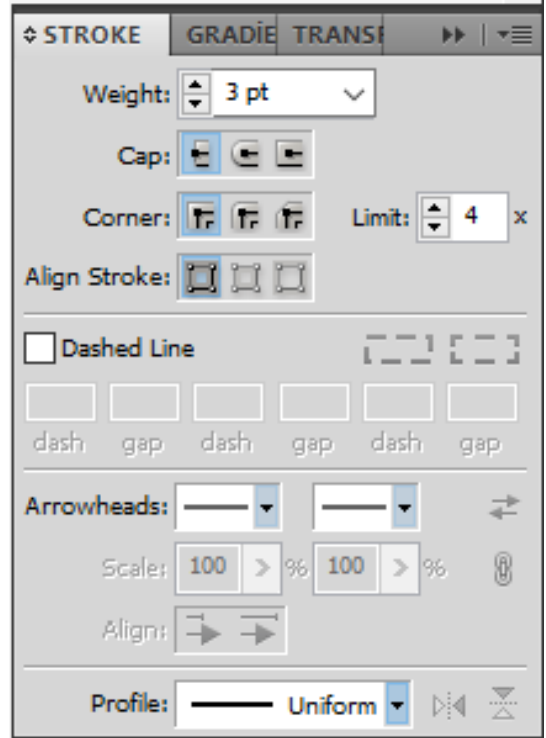 STROKE GRADİE TRANSF
Weight: 3 pt
Cap:
Corner: Limit: 4 x
Align Stroke:
Dashed Line
dash gap dash gap dash gap
Arrowheads:
Scale: 100 % 100 %
Align:
Profile: Uniform